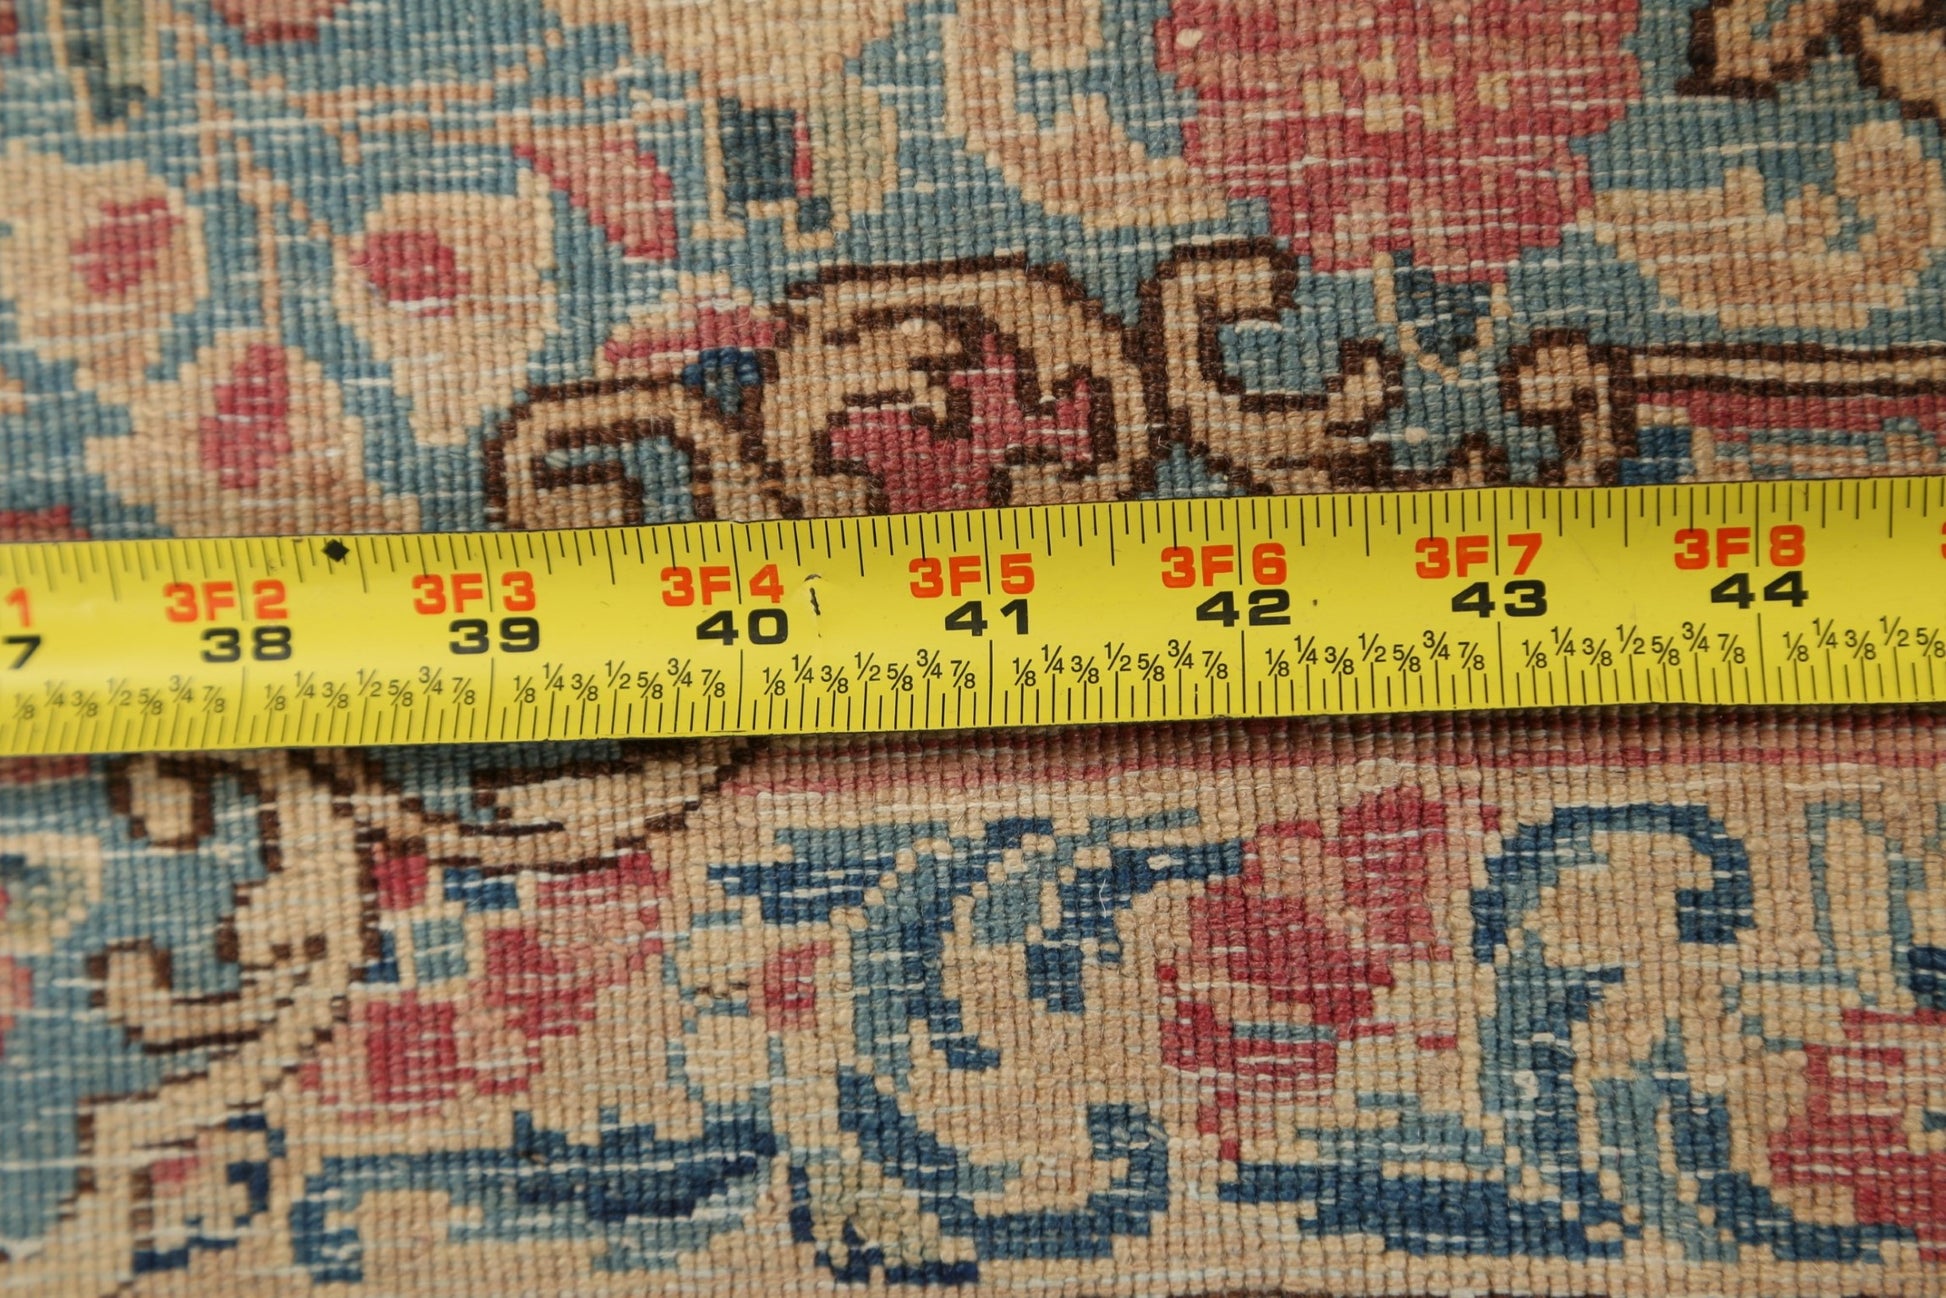 1 3F2 3F3 3F4 3F5 3F6 3F7 3F8
7 38 39 40 41 42 43 44
⅛ ¼ ⅜ ½ ⅝ ¾ ⅞ ⅛ ¼ ⅜ ½ ⅝ ¾ ⅞ ⅛ ¼ ⅜ ½ ⅝ ¾ ⅞ ⅛ ¼ ⅜ ½ ⅝ ¾ ⅞ ⅛ ¼ ⅜ ½ ⅝ ¾ ⅞ ⅛ ¼ ⅜ ½ ⅝ ¾ ⅞ ⅛ ¼ ⅜ ½ ⅝ ¾ ⅞ ⅛ ¼ ⅜ ½ ⅝